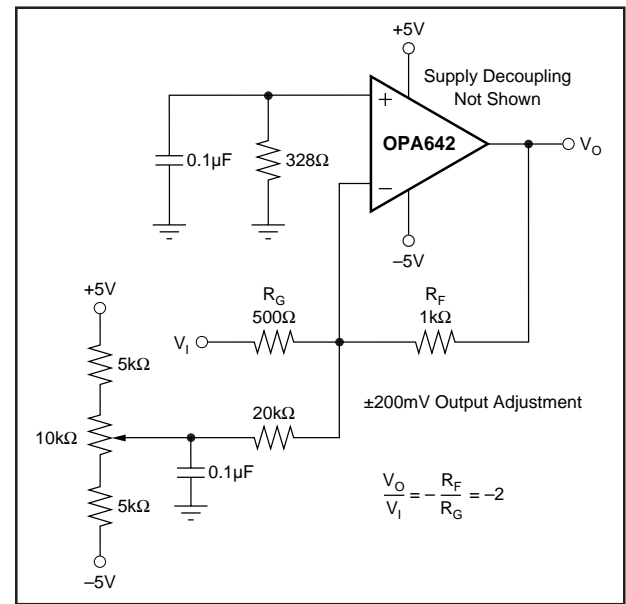 +5V
Supply Decoupling
Not Shown
+
OPA642
–
V_O
0.1µF
328Ω
–5V
+5V
R_G
500Ω
R_F
1kΩ
V_I
5kΩ
20kΩ
±200mV Output Adjustment
10kΩ
0.1µF
5kΩ
V_O/V_I = – R_F/R_G = –2
–5V